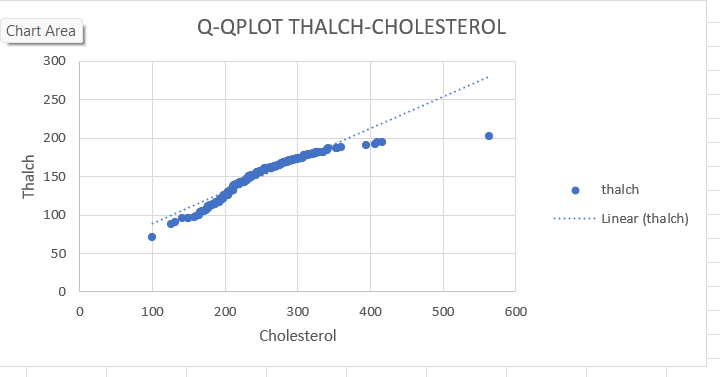 Chart Area
Q-QPLOT THALCH-CHOLESTEROL
300
250
200
150
100
50
0
0 100 200 300 400 500 600
Thalch
Cholesterol
thalch
Linear (thalch)